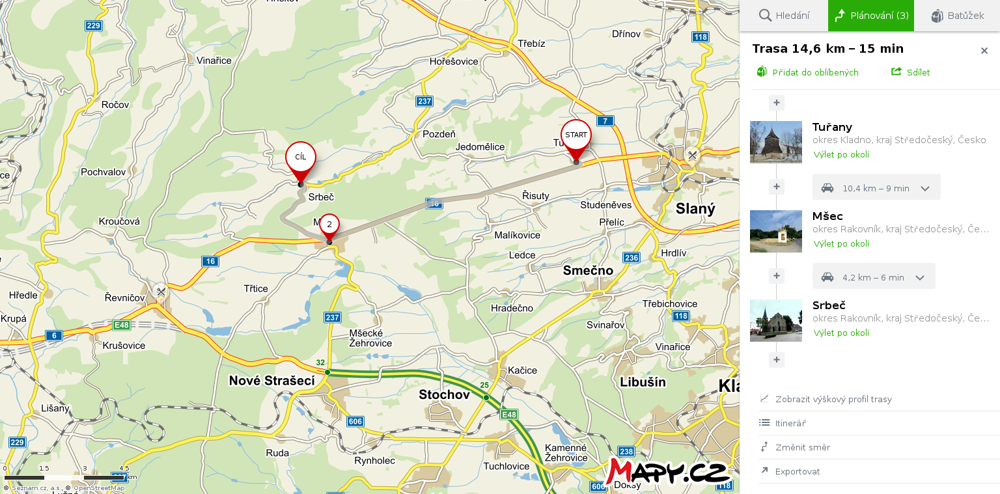 229
Vinařice
Třebíz
Dřínov
118
Hořešovice
Ročov
237
7
Pozdeň
Jedomělice
START
CÍL
Pochvalov
Srbeč
16
Řisuty
Studeněves
Slaný
Kroučová
2
Přelíc
Malíkovice
Ledce
Hrdlív
16
236
Smečno
Třtice
Hředle
Řevničov
Hradečno
Třebichovice
Krupá
E48
237
118
Svinařov
6
Krušovice
Mšecké
Žehrovice
Vinařice
32
Kačice
Nové Strašecí
25
Libušín
Stochov
Lišany
E48
606
229
Ruda
Rynholec
Kamenné
Žehrovice
238
Tuchlovice
0 1.5 3 4.5
km
606
Doksy
118
© Seznam.cz, a.s., © OpenStreetMap
Mapy.cz
Hledání
Plánování (3)
Batůžek
Trasa 14,6 km – 15 min
Přidat do oblíbených
Sdílet
Tuřany
okres Kladno, kraj Středočeský, Česko
Výlet po okolí
10,4 km – 9 min
Mšec
okres Rakovník, kraj Středočeský, Če...
Výlet po okolí
4,2 km – 6 min
Srbeč
okres Rakovník, kraj Středočeský, Če...
Výlet po okolí
Zobrazit výškový profil trasy
Itinerář
Změnit směr
Exportovat